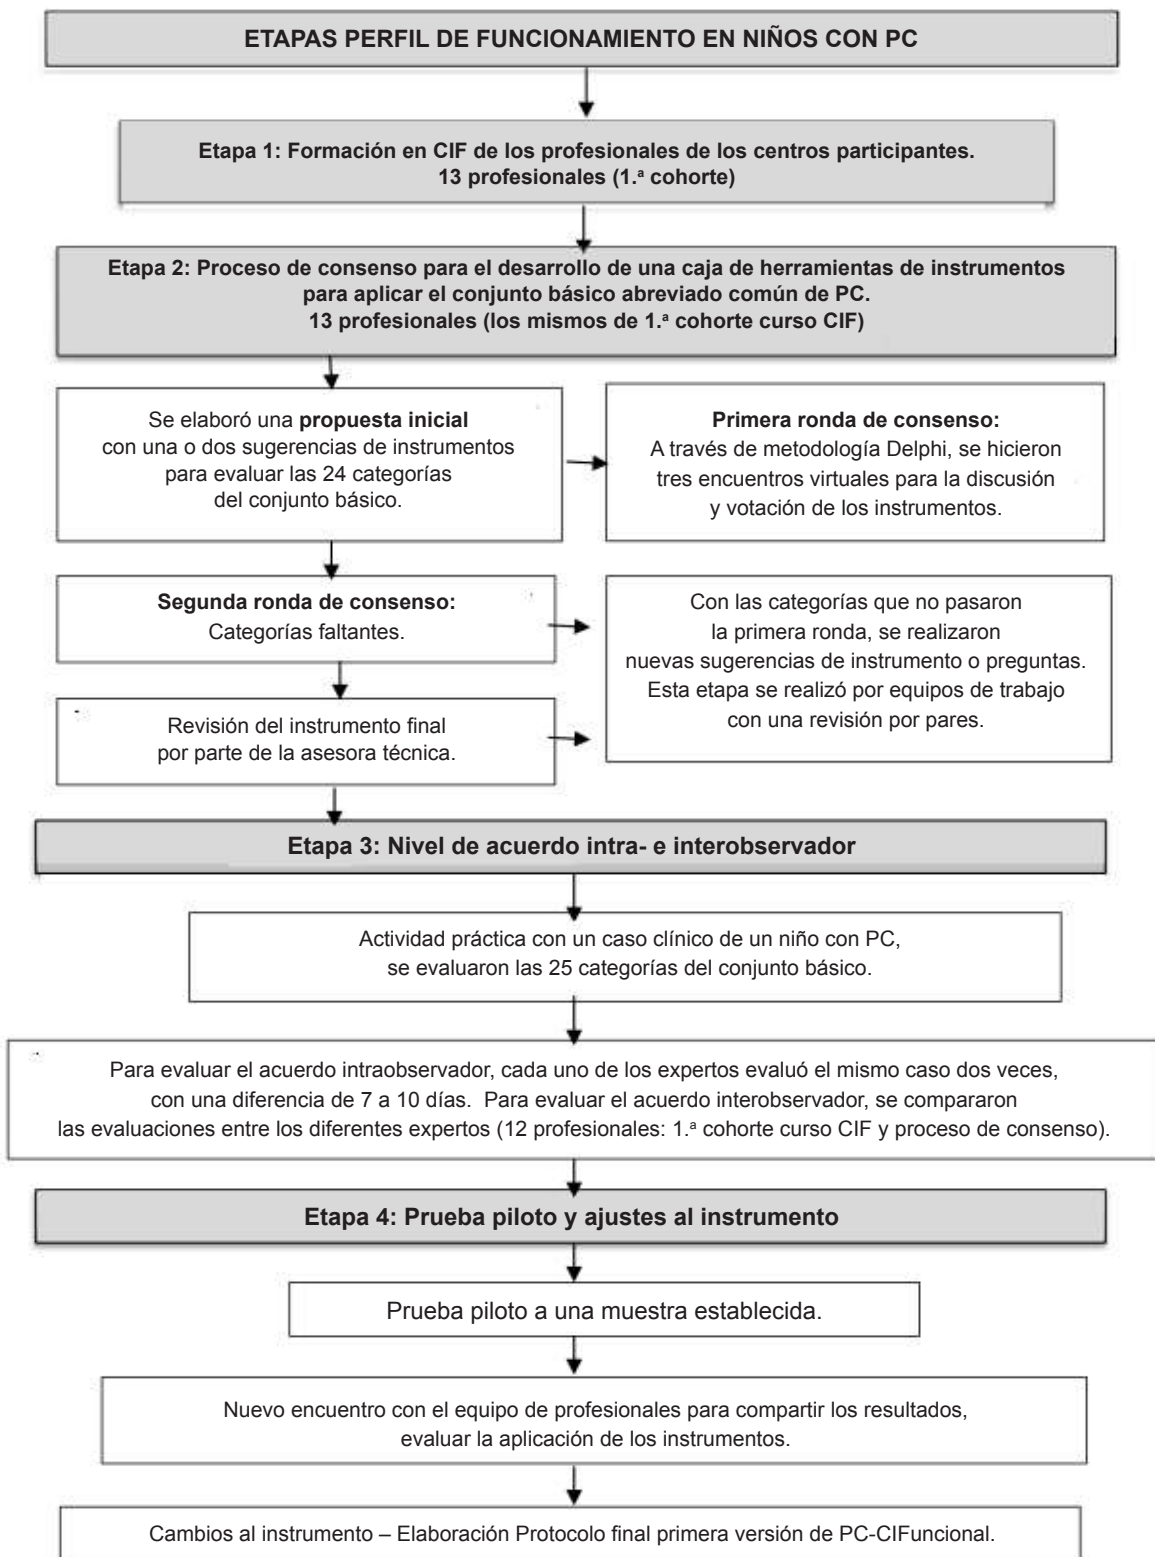 ETAPAS PERFIL DE FUNCIONAMIENTO EN NIÑOS CON PC
Etapa 1: Formación en CIF de los profesionales de los centros participantes.
13 profesionales (1.ª cohorte)
Etapa 2: Proceso de consenso para el desarrollo de una caja de herramientas de instrumentos
para aplicar el conjunto básico abreviado común de PC.
13 profesionales (los mismos de 1.ª cohorte curso CIF)
Se elaboró una propuesta inicial
con una o dos sugerencias de instrumentos
para evaluar las 24 categorías
del conjunto básico.
Primera ronda de consenso:
A través de metodología Delphi, se hicieron
tres encuentros virtuales para la discusión
y votación de los instrumentos.
Segunda ronda de consenso:
Categorías faltantes.
Con las categorías que no pasaron
la primera ronda, se realizaron
nuevas sugerencias de instrumento o preguntas.
Esta etapa se realizó por equipos de trabajo
con una revisión por pares.
Revisión del instrumento final
por parte de la asesora técnica.
Etapa 3: Nivel de acuerdo intra- e interobservador
Actividad práctica con un caso clínico de un niño con PC,
se evaluaron las 25 categorías del conjunto básico.
Para evaluar el acuerdo intraobservador, cada uno de los expertos evaluó el mismo caso dos veces,
con una diferencia de 7 a 10 días. Para evaluar el acuerdo interobservador, se compararon
las evaluaciones entre los diferentes expertos (12 profesionales: 1.ª cohorte curso CIF y proceso de consenso).
Etapa 4: Prueba piloto y ajustes al instrumento
Prueba piloto a una muestra establecida.
Nuevo encuentro con el equipo de profesionales para compartir los resultados,
evaluar la aplicación de los instrumentos.
Cambios al instrumento – Elaboración Protocolo final primera versión de PC-CIFuncional.